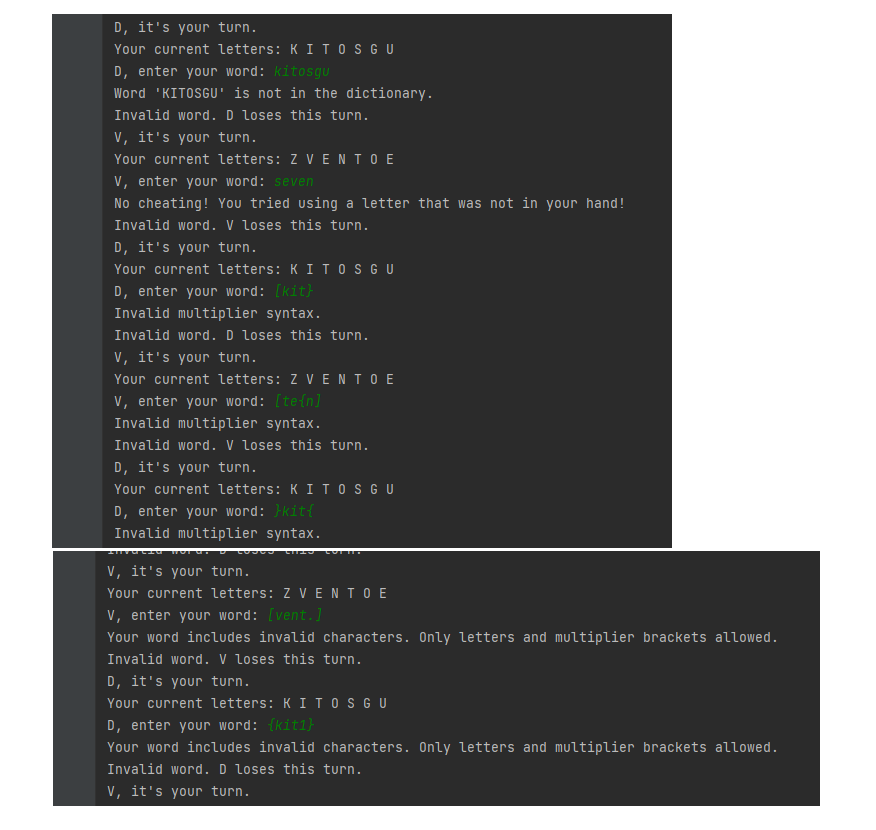 D, it's your turn.
Your current letters: K I T O S G U
D, enter your word: kitosgu
Word 'KITOSGU' is not in the dictionary.
Invalid word. D loses this turn.
V, it's your turn.
Your current letters: Z V E N T O E
V, enter your word: seven
No cheating! You tried using a letter that was not in your hand!
Invalid word. V loses this turn.
D, it's your turn.
Your current letters: K I T O S G U
D, enter your word: [kit}
Invalid multiplier syntax.
Invalid word. D loses this turn.
V, it's your turn.
Your current letters: Z V E N T O E
V, enter your word: [te{n]
Invalid multiplier syntax.
Invalid word. V loses this turn.
D, it's your turn.
Your current letters: K I T O S G U
D, enter your word: }kit{
Invalid multiplier syntax.
Invalid word. D loses this turn.
V, it's your turn.
Your current letters: Z V E N T O E
V, enter your word: [vent.]
Your word includes invalid characters. Only letters and multiplier brackets allowed.
Invalid word. V loses this turn.
D, it's your turn.
Your current letters: K I T O S G U
D, enter your word: {kit1}
Your word includes invalid characters. Only letters and multiplier brackets allowed.
Invalid word. D loses this turn.
V, it's your turn.